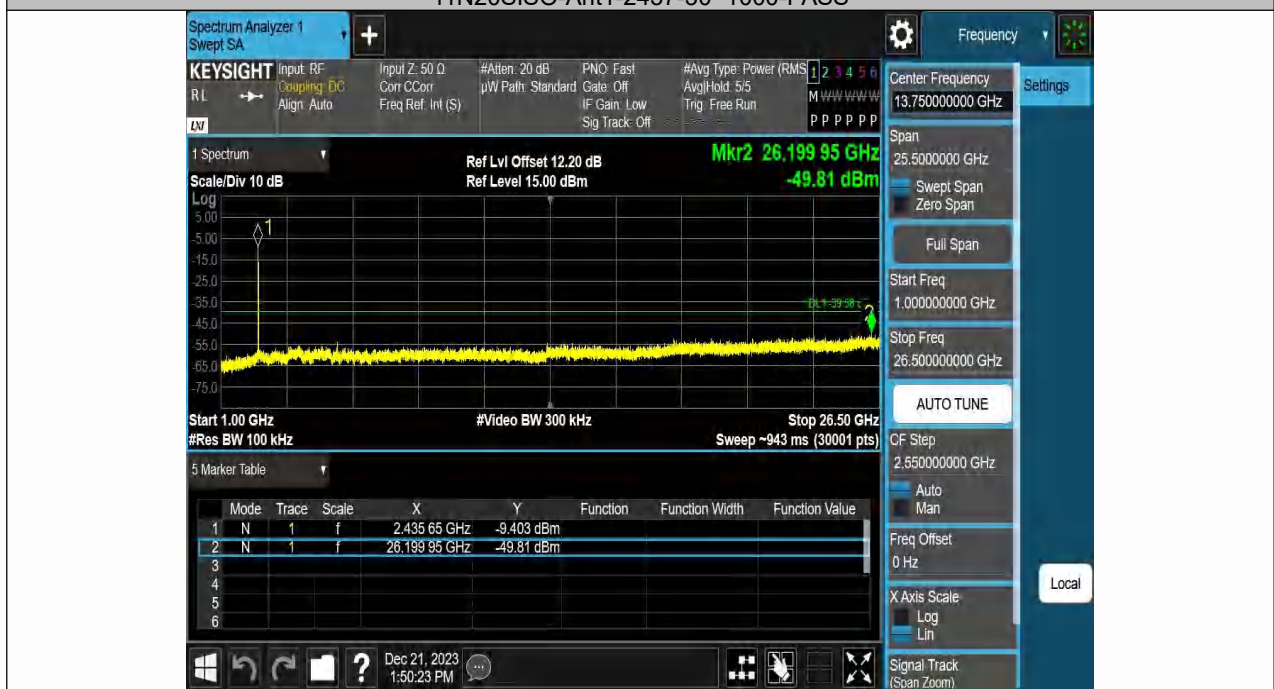 Spectrum Analyzer 1
Swept SA
+
Frequency
KEYSIGHT
RL
LXI
Input: RF
Coupling: DC
Align: Auto
Input Z: 50 Ω
Corr CCorr
Freq Ref: Int (S)
#Atten: 20 dB
µW Path: Standard
PNO: Fast
Gate: Off
IF Gain: Low
Sig Track: Off
#Avg Type: Power (RMS
Avg|Hold: 5/5
Trig: Free Run
1 2 3 4 5 6
M W W W W W
P P P P P P
1 Spectrum
Scale/Div 10 dB
Ref Lvl Offset 12.20 dB
Ref Level 15.00 dBm
Mkr2 26.199 95 GHz
-49.81 dBm
Log
5.00
-5.00
-15.0
-25.0
-35.0
-45.0
-55.0
-65.0
-75.0
1
2
Start 1.00 GHz
#Video BW 300 kHz
Stop 26.50 GHz
#Res BW 100 kHz
Sweep ~943 ms (30001 pts)
5 Marker Table
Mode Trace Scale X Y Function Function Width Function Value
1 N 1 f 2.435 65 GHz -9.403 dBm
2 N 1 f 26.199 95 GHz -49.81 dBm
3
4
5
6
Dec 21, 2023
1:50:23 PM
Center Frequency
13.750000000 GHz
Settings
Span
25.5000000 GHz
Swept Span
Zero Span
Full Span
Start Freq
1.000000000 GHz
Stop Freq
26.500000000 GHz
AUTO TUNE
CF Step
2.550000000 GHz
Auto
Man
Freq Offset
0 Hz
X Axis Scale
Log
Lin
Local
Signal Track
(Span Zoom)